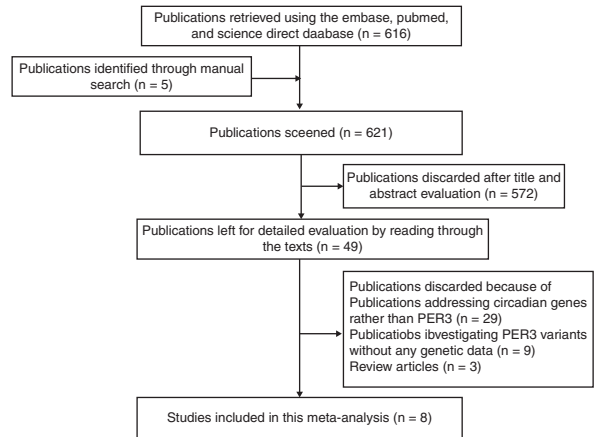 Publications retrieved using the embase, pubmed,
and science direct daabase (n = 616)
Publications identified through manual
search (n = 5)
Publications sceened (n = 621)
Publications discarded after title and
abstract evaluation (n = 572)
Publications left for detailed evaluation by reading through
the texts (n = 49)
Publications discarded because of
Publications addressing circadian genes
rather than PER3 (n = 29)
Publicatiobs ibvestigating PER3 variants
without any genetic data (n = 9)
Review articles (n = 3)
Studies included in this meta-analysis (n = 8)